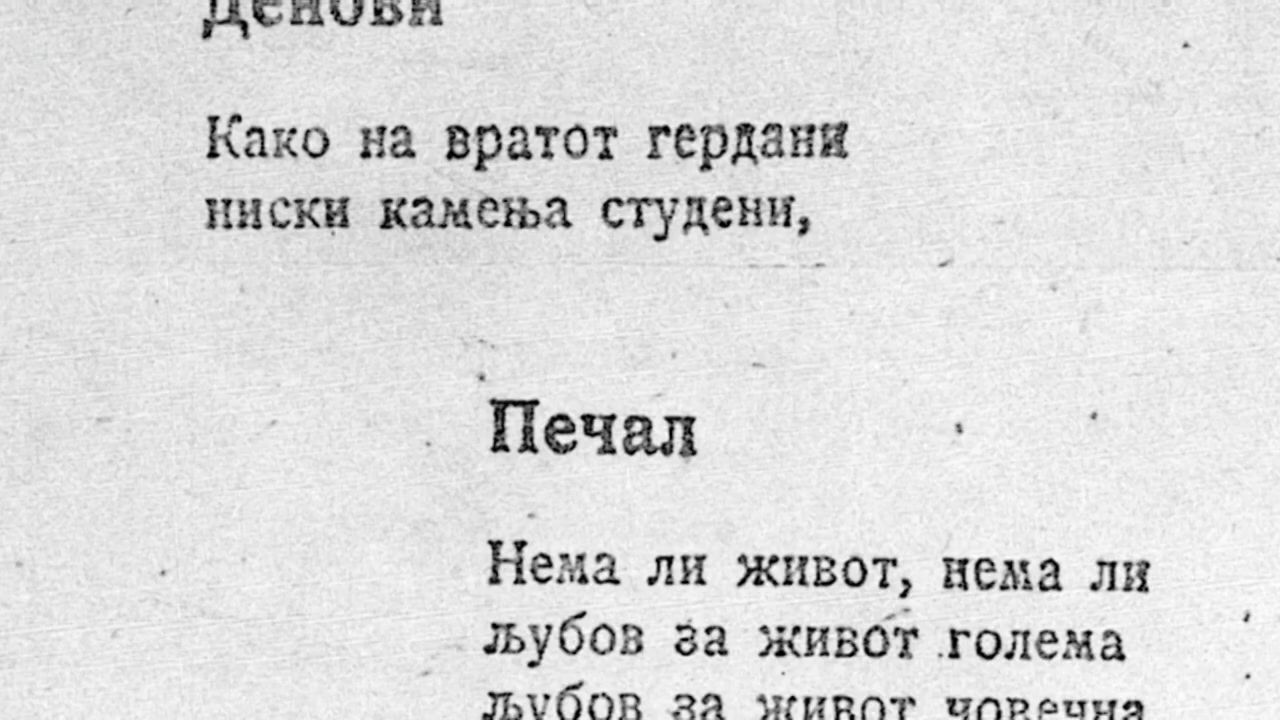 Денови
Како на вратот гердани
ниски камења студени,
Печал
Нема ли живот, нема ли
љубов за живот голема
љубов за живот човечна